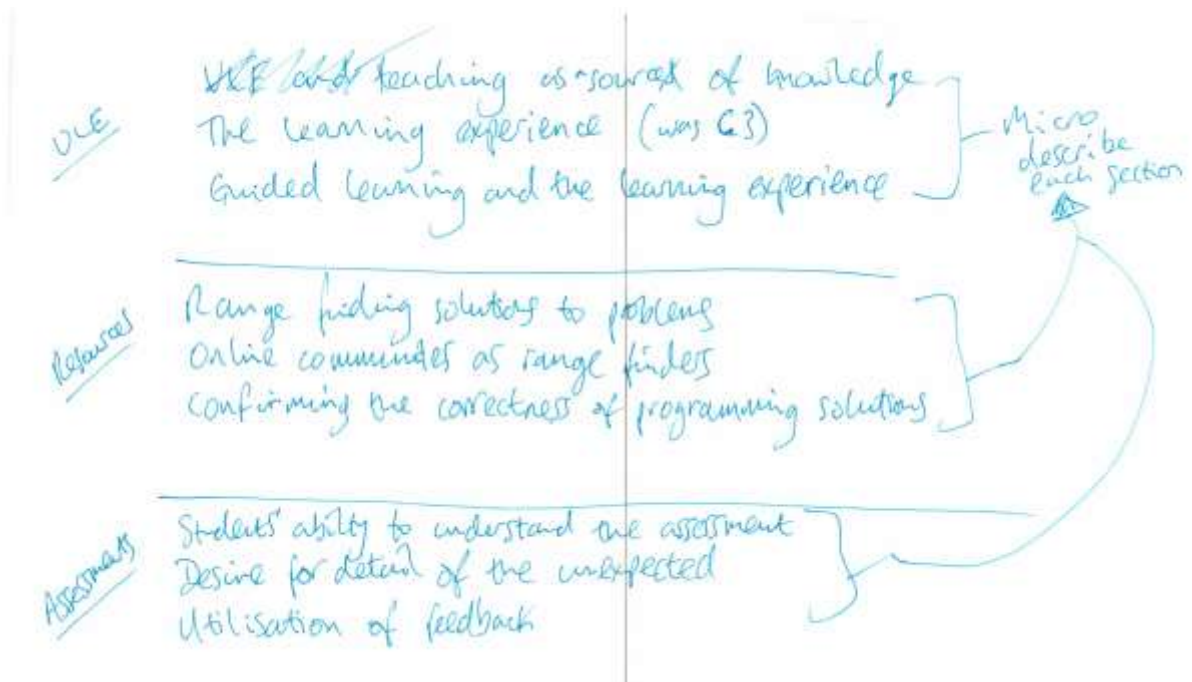 VLE
VLE and teaching as sources of knowledge
The learning experience (was C3)
Guided learning and the learning experience
Micro
describe
each section
Resources
Range finding solutions to problems
Online communities as range finders
Confirming the correctness of programming solutions
Assessments
Students' ability to understand the assessment
Desire for detail of the unexpected
Utilisation of feedback